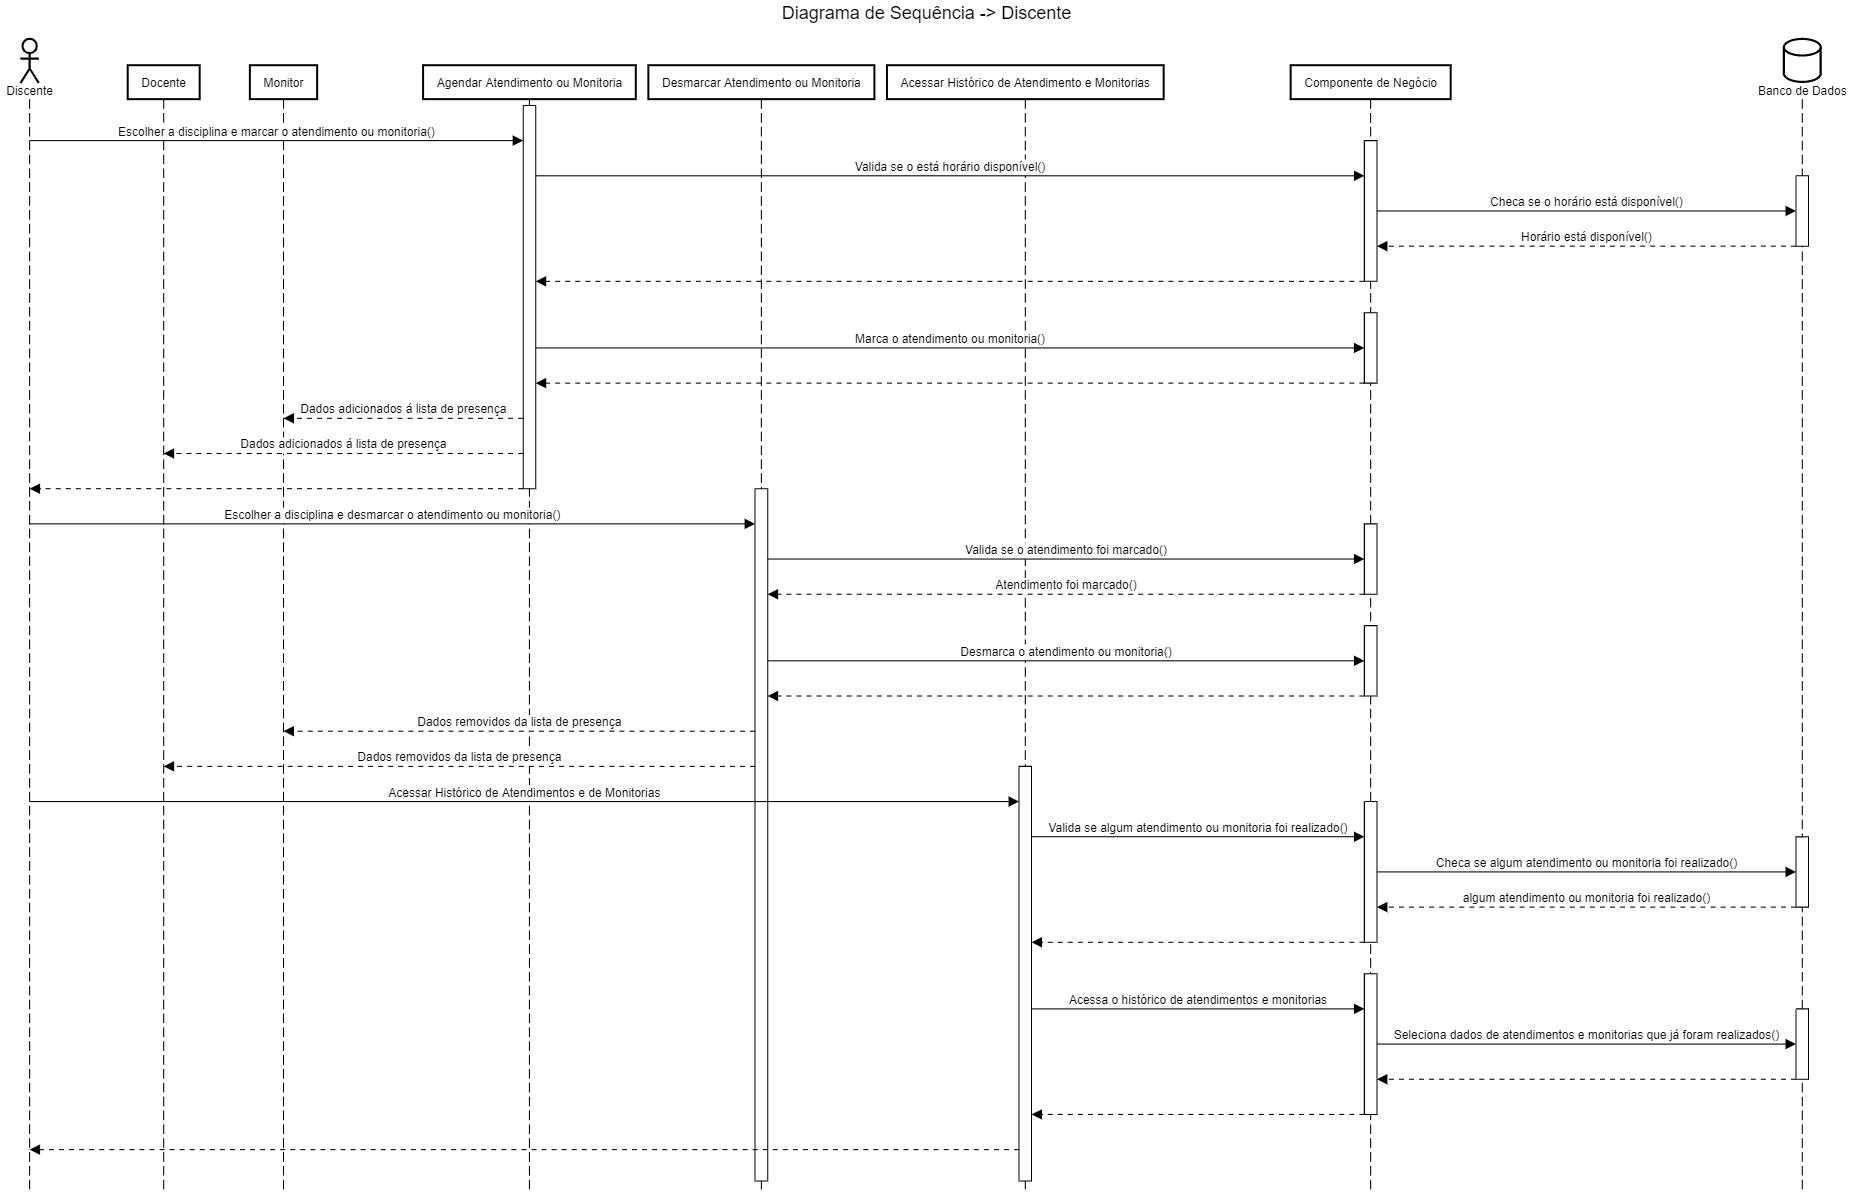 Diagrama de Sequência -> Discente
Discente
Docente
Monitor
Agendar Atendimento ou Monitoria
Desmarcar Atendimento ou Monitoria
Acessar Histórico de Atendimento e Monitorias
Componente de Negócio
Banco de Dados
Escolher a disciplina e marcar o atendimento ou monitoria()
Valida se o está horário disponível()
Checa se o horário está disponível()
Horário está disponível()
Marca o atendimento ou monitoria()
Dados adicionados á lista de presença
Dados adicionados á lista de presença
Escolher a disciplina e desmarcar o atendimento ou monitoria()
Valida se o atendimento foi marcado()
Atendimento foi marcado()
Desmarca o atendimento ou monitoria()
Dados removidos da lista de presença
Dados removidos da lista de presença
Acessar Histórico de Atendimentos e de Monitorias
Valida se algum atendimento ou monitoria foi realizado()
Checa se algum atendimento ou monitoria foi realizado()
algum atendimento ou monitoria foi realizado()
Acessa o histórico de atendimentos e monitorias
Seleciona dados de atendimentos e monitorias que já foram realizados()